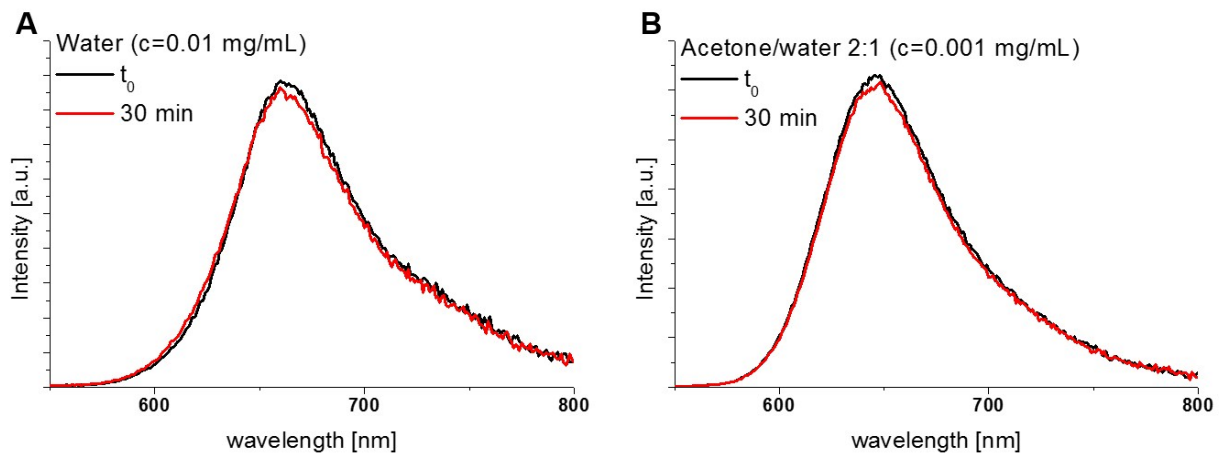 A
Water (c=0.01 mg/mL)
t₀
30 min
Intensity [a.u.]
600 700 800
wavelength [nm]
B
Acetone/water 2:1 (c=0.001 mg/mL)
t₀
30 min
Intensity [a.u.]
600 700 800
wavelength [nm]